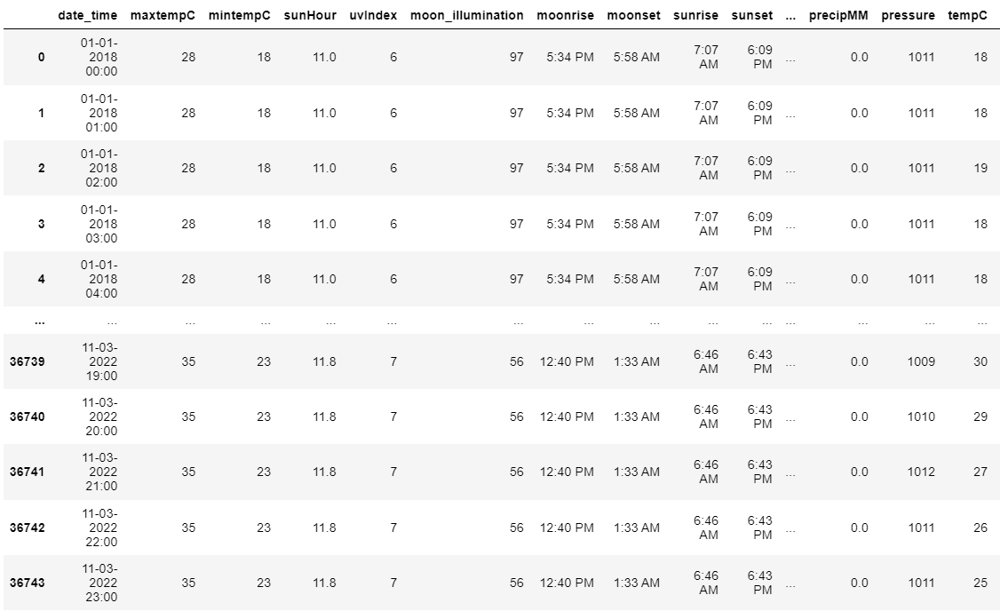 date_time maxtempC mintempC sunHour uvIndex moon_illumination moonrise moonset sunrise sunset ... precipMM pressure tempC
0 01-01-2018 00:00 28 18 11.0 6 97 5:34 PM 5:58 AM 7:07 AM 6:09 PM ... 0.0 1011 18
1 01-01-2018 01:00 28 18 11.0 6 97 5:34 PM 5:58 AM 7:07 AM 6:09 PM ... 0.0 1011 18
2 01-01-2018 02:00 28 18 11.0 6 97 5:34 PM 5:58 AM 7:07 AM 6:09 PM ... 0.0 1011 19
3 01-01-2018 03:00 28 18 11.0 6 97 5:34 PM 5:58 AM 7:07 AM 6:09 PM ... 0.0 1011 18
4 01-01-2018 04:00 28 18 11.0 6 97 5:34 PM 5:58 AM 7:07 AM 6:09 PM ... 0.0 1011 18
... ... ... ... ... ... ... ... ... ... ... ... ... ... ...
36739 11-03-2022 19:00 35 23 11.8 7 56 12:40 PM 1:33 AM 6:46 AM 6:43 PM ... 0.0 1009 30
36740 11-03-2022 20:00 35 23 11.8 7 56 12:40 PM 1:33 AM 6:46 AM 6:43 PM ... 0.0 1010 29
36741 11-03-2022 21:00 35 23 11.8 7 56 12:40 PM 1:33 AM 6:46 AM 6:43 PM ... 0.0 1012 27
36742 11-03-2022 22:00 35 23 11.8 7 56 12:40 PM 1:33 AM 6:46 AM 6:43 PM ... 0.0 1011 26
36743 11-03-2022 23:00 35 23 11.8 7 56 12:40 PM 1:33 AM 6:46 AM 6:43 PM ... 0.0 1011 25